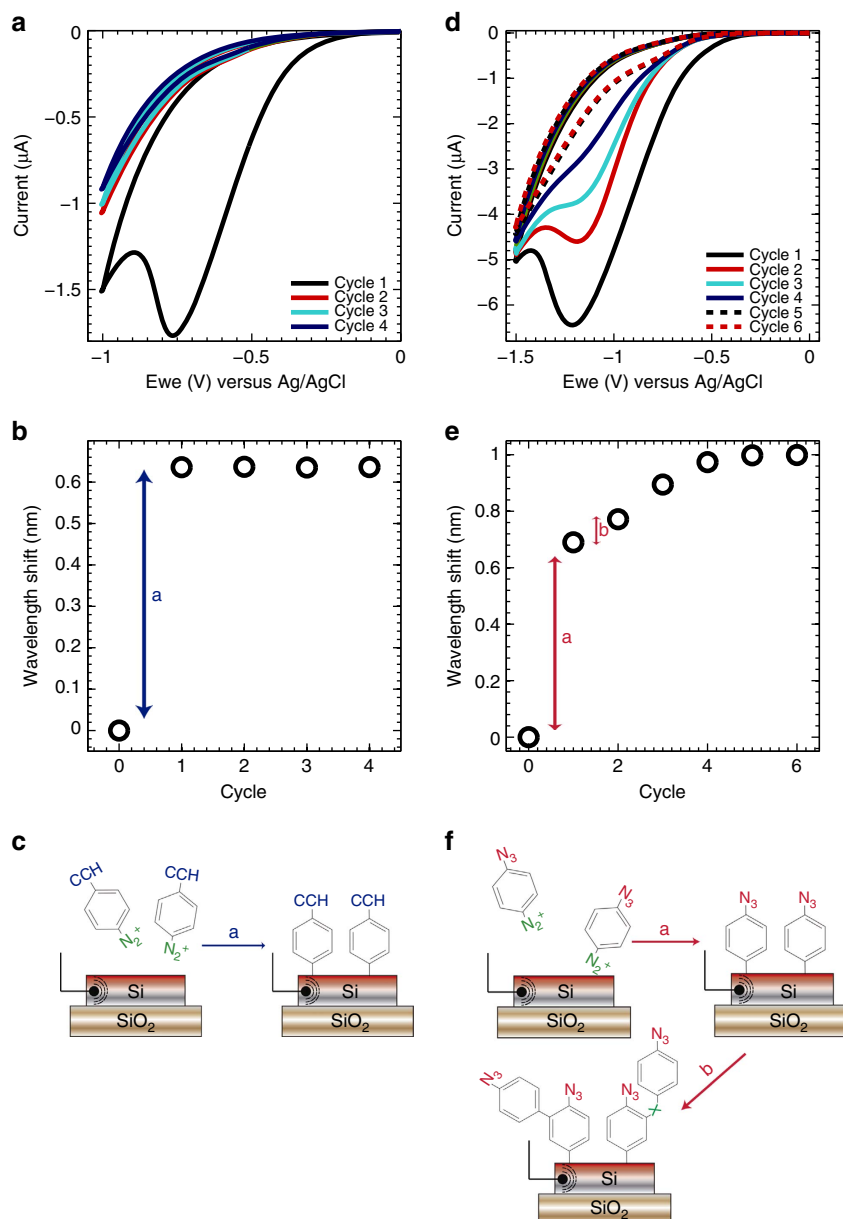 a
0
−0.5
−1
−1.5
Current (μA)
Cycle 1
Cycle 2
Cycle 3
Cycle 4
−1
−0.5
0
Ewe (V) versus Ag/AgCl
d
0
−1
−2
−3
−4
−5
−6
Current (μA)
Cycle 1
Cycle 2
Cycle 3
Cycle 4
Cycle 5
Cycle 6
−1.5
−1
−0.5
0
Ewe (V) versus Ag/AgCl
b
0.6
0.5
0.4
0.3
0.2
0.1
0
Wavelength shift (nm)
a
0
1
2
3
4
Cycle
e
1
0.8
0.6
0.4
0.2
0
Wavelength shift (nm)
a
b
0
2
4
6
Cycle
c
CCH
N2+
CCH
N2+
a
CCH
CCH
Si
SiO2
Si
SiO2
f
N3
N2+
N3
N2+
a
N3
N3
Si
SiO2
Si
SiO2
b
N3
N3
N3
N3
X
Si
SiO2